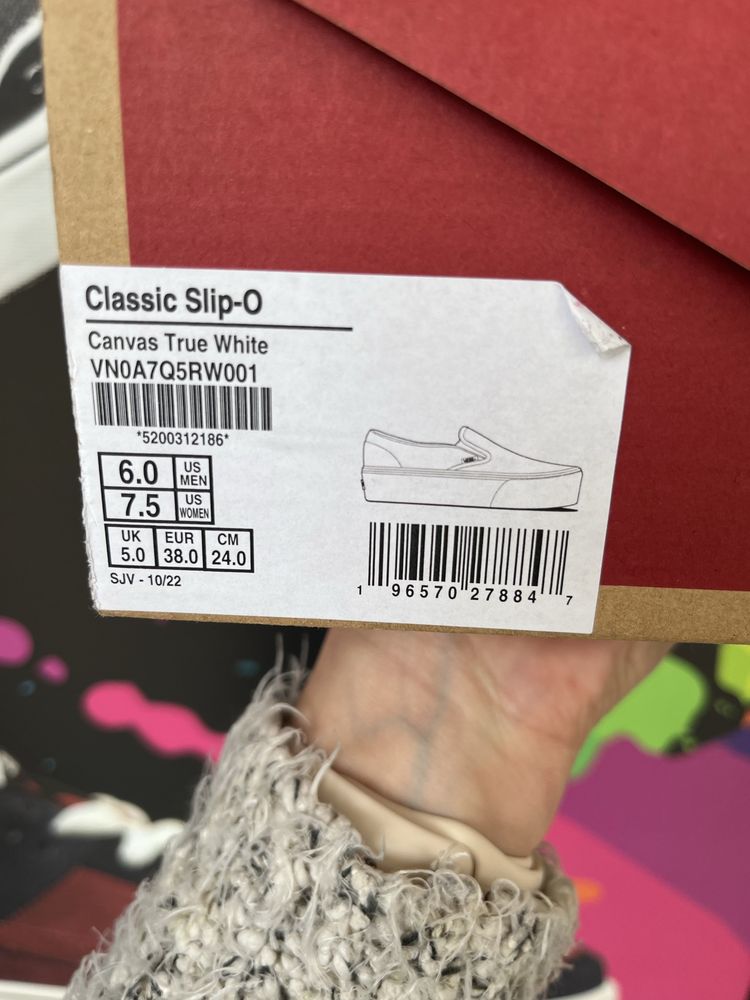 Classic Slip-O
Canvas True White
VN0A7Q5RW001
*5200312186*
6.0 US MEN
7.5 US WOMEN
UK EUR CM
5.0 38.0 24.0
SJV - 10/22
1 96570 27884 7